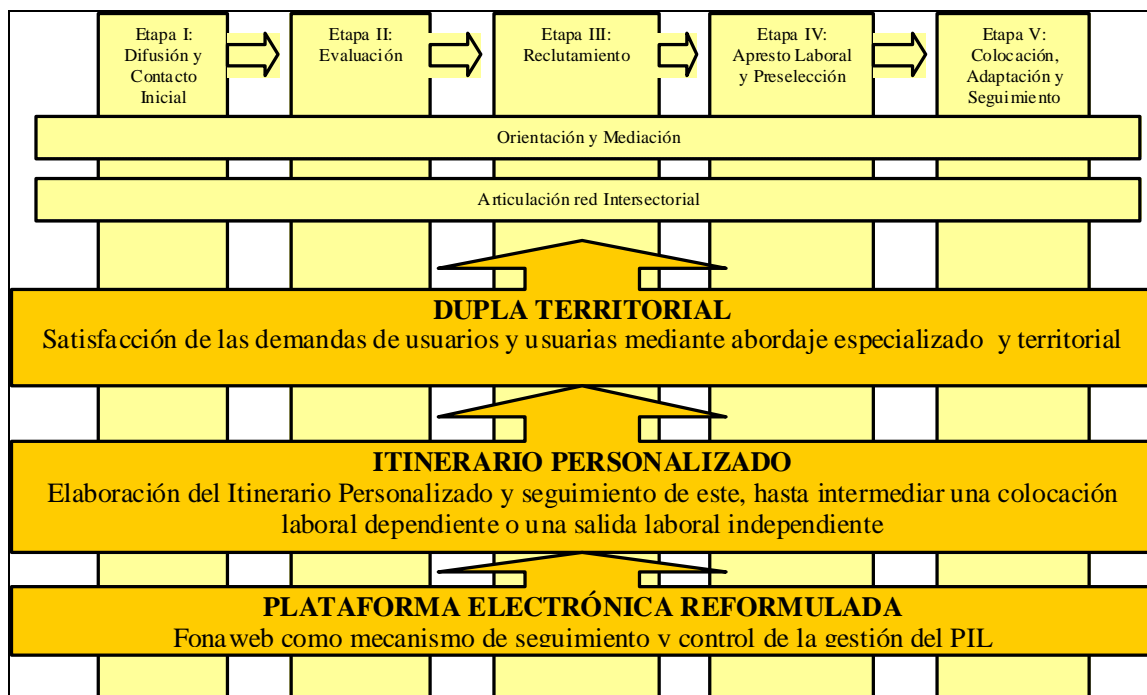 Etapa I:
Difusión y
Contacto
Inicial
Etapa II:
Evaluación
Etapa III:
Reclutamiento
Etapa IV:
Apresto Laboral
y Preselección
Etapa V:
Colocación,
Adaptación y
Seguimiento
Orientación y Mediación
Articulación red Intersectorial
DUPLA TERRITORIAL
Satisfacción de las demandas de usuarios y usuarias mediante abordaje especializado y territorial
ITINERARIO PERSONALIZADO
Elaboración del Itinerario Personalizado y seguimiento de este, hasta intermediar una colocación
laboral dependiente o una salida laboral independiente
PLATAFORMA ELECTRÓNICA REFORMULADA
Fonaweb como mecanismo de seguimiento y control de la gestión del PIL